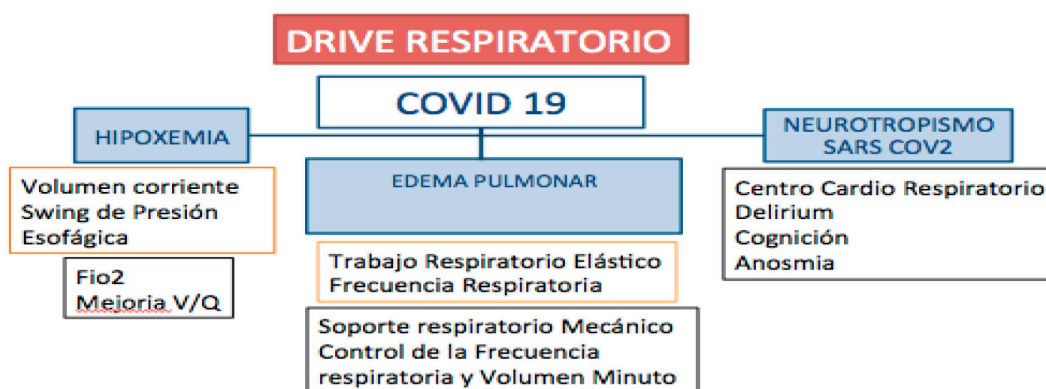 DRIVE RESPIRATORIO
COVID 19
HIPOXEMIA
Volumen corriente
Swing de Presión
Esofágica
Fio2
Mejoria V/Q
EDEMA PULMONAR
Trabajo Respiratorio Elástico
Frecuencia Respiratoria
Soporte respiratorio Mecánico
Control de la Frecuencia
respiratoria y Volumen Minuto
NEUROTROPISMO
SARS COV2
Centro Cardio Respiratorio
Delirium
Cognición
Anosmia